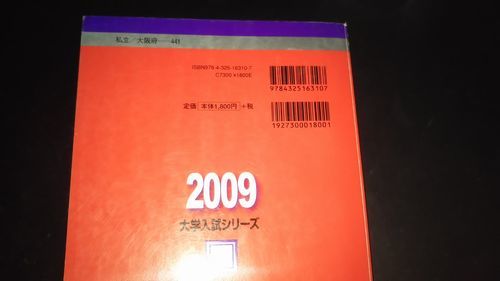 私立/大阪府——441
ISBN978-4-325-16310-7
C7300 ¥1800E
9784325163107
定価 本体1,800円 +税
1927300018001
2009
大学入試シリーズ